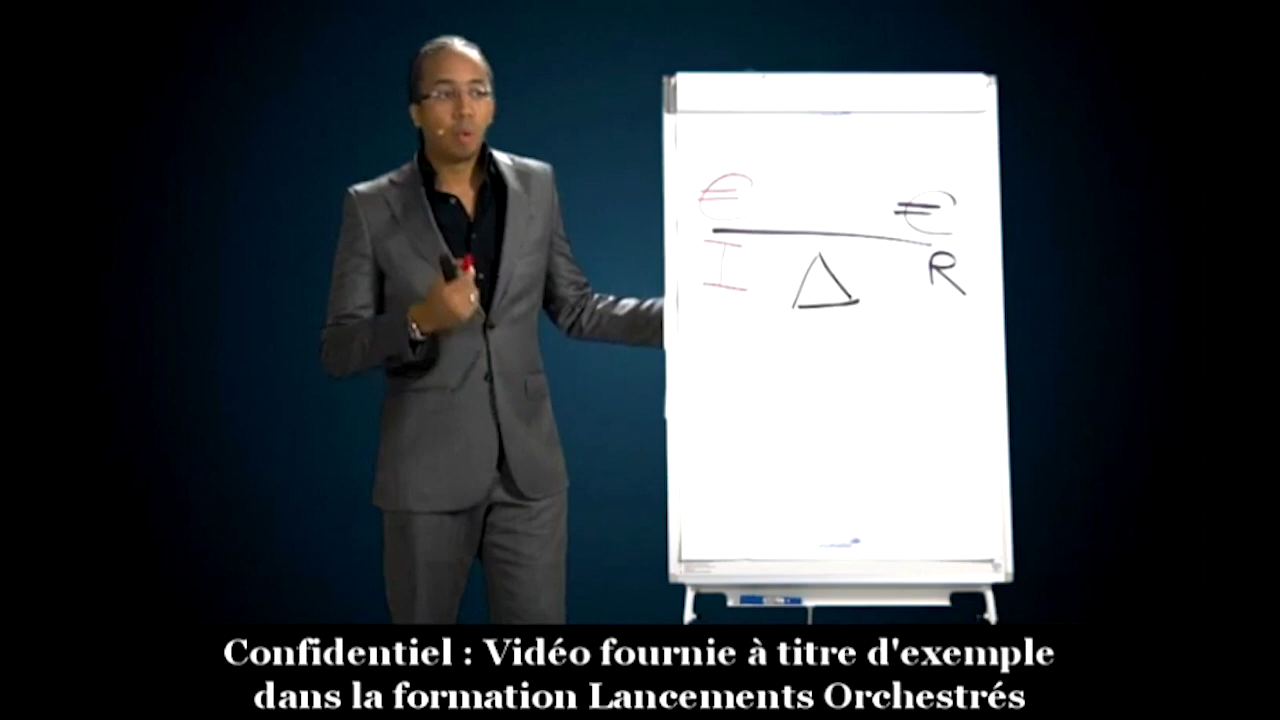 € €
I Δ R
Confidentiel : Vidéo fournie à titre d'exemple
dans la formation Lancements Orchestrés